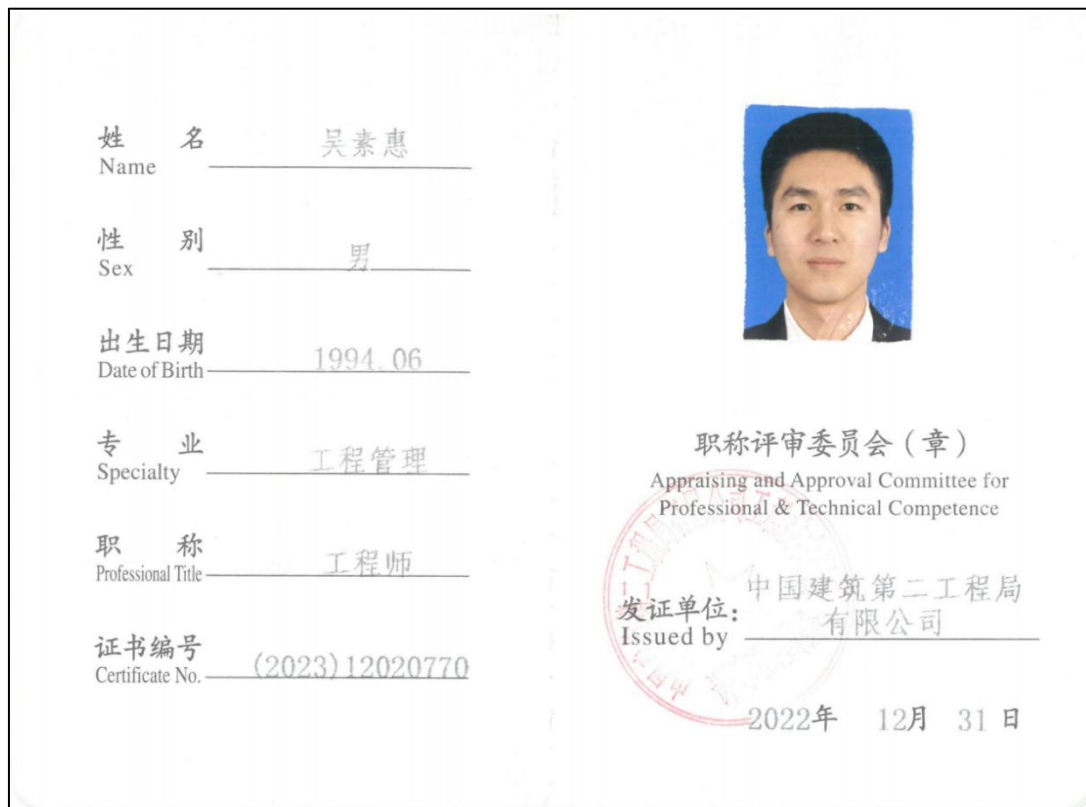 姓 名 吴素惠
Name
性 别 男
Sex
出生日期 1994.06
Date of Birth
专 业 工程管理
Specialty
职 称 工程师
Professional Title
证书编号 (2023)12020770
Certificate No.
职称评审委员会（章）
Appraising and Approval Committee for
Professional & Technical Competence
发证单位： 中国建筑第二工程局
Issued by 有限公司
2022年 12月 31 日